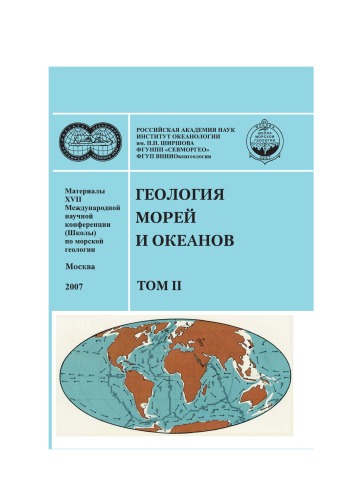 РОССИЙСКАЯ АКАДЕМИЯ НАУК
ИНСТИТУТ ОКЕАНОЛОГИИ
им. П.П. ШИРШОВА
ФГУНПП «СЕВМОРГЕО»
ФГУП ВНИИОкеангеология
Материалы
XVII
Международной
научной
конференции
(Школы)
по морской
геологии
Москва
2007
ГЕОЛОГИЯ
МОРЕЙ
И ОКЕАНОВ
ТОМ II